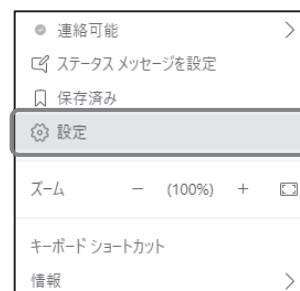 連絡可能
ステータス メッセージを設定
保存済み
設定
ズーム − (100%) +
キーボード ショートカット
情報